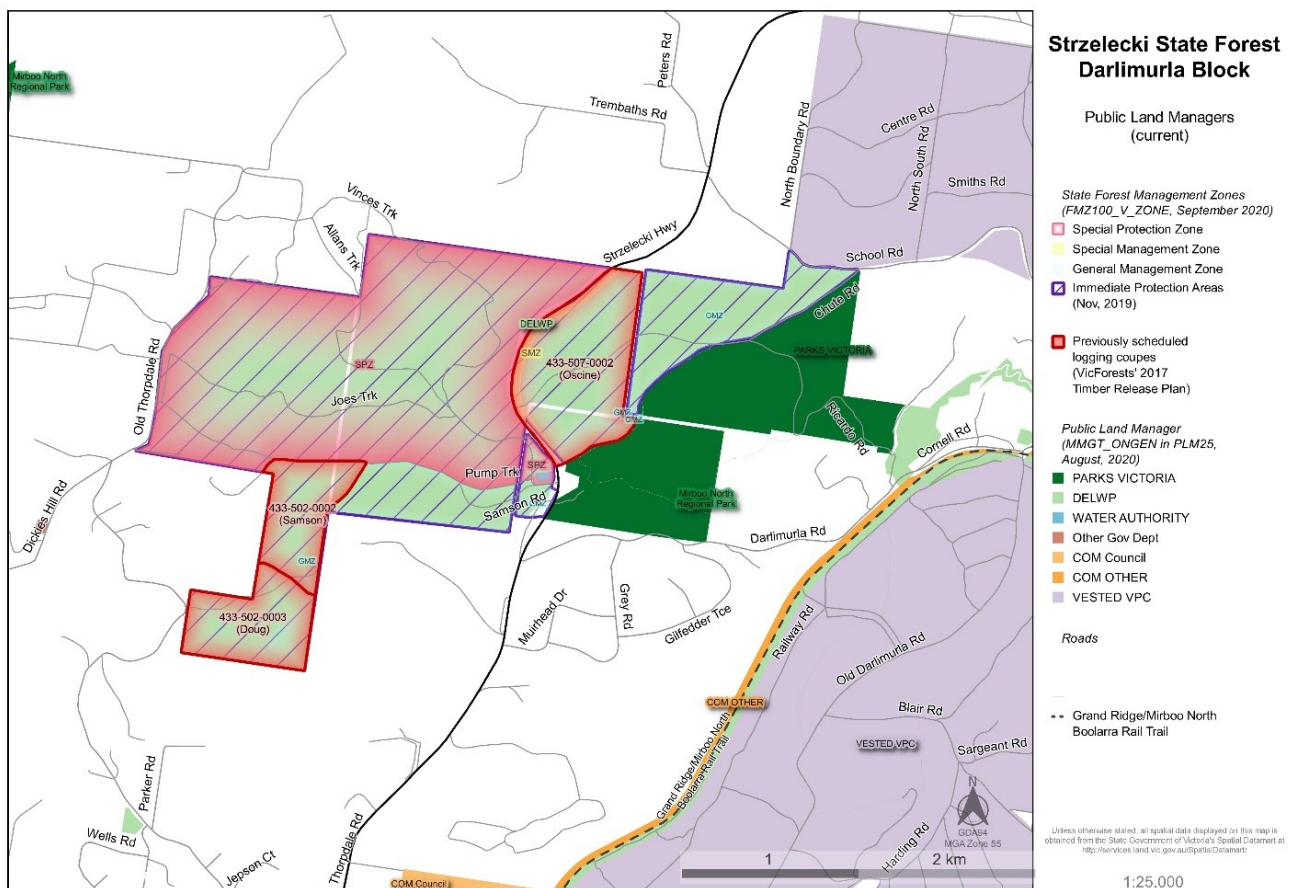 Strzelecki State Forest
Darlimurla Block
Public Land Managers
(current)
State Forest Management Zones
(FMZ100_V_ZONE, September 2020)
Special Protection Zone
Special Management Zone
General Management Zone
Immediate Protection Areas
(Nov, 2019)
Previously scheduled
logging coupes
(VicForests' 2017
Timber Release Plan)
Public Land Manager
(MMGT_ONGEN in PLM25,
August, 2020)
PARKS VICTORIA
DELWP
WATER AUTHORITY
Other Gov Dept
COM Council
COM OTHER
VESTED VPC
Roads
Grand Ridge/Mirboo North
Boolarra Rail Trail
Unless otherwise stated, all spatial data displayed on this map is
obtained from the State Government of Victoria's Spatial Datamart at
http://services.land.vic.gov.au/SpatialDatamart/
1:25,000
Mirboo North
Regional Park
Peters Rd
Trembaths Rd
North Boundary Rd
Centre Rd
North South Rd
Smiths Rd
Vinces Trk
Allans Trk
Strzelecki Hwy
School Rd
Chute Rd
GMZ
DELWP
SMZ
433-507-0002
(Oscine)
PARKS VICTORIA
SPZ
Joes Trk
Old Thorpdale Rd
GMZ
GMZ
Ricardo Rd
Cornell Rd
Pump Trk
SPZ
Samson Rd
GMZ
Mirboo North
Regional Park
Dickies Hill Rd
433-502-0002
(Samson)
GMZ
Darlimurla Rd
433-502-0003
(Doug)
Muirhead Dr
Grey Rd
Gilfedder Tce
Railway Rd
Old Darlimurla Rd
COM OTHER
Blair Rd
VESTED VPC
Sargeant Rd
Grand Ridge/Mirboo North
Boolarra Rail Trail
Parker Rd
Wells Rd
Jepson Ct
Thorpdale Rd
Harding Rd
N
GDA94
MGA Zone 55
1
2 km
COM Council